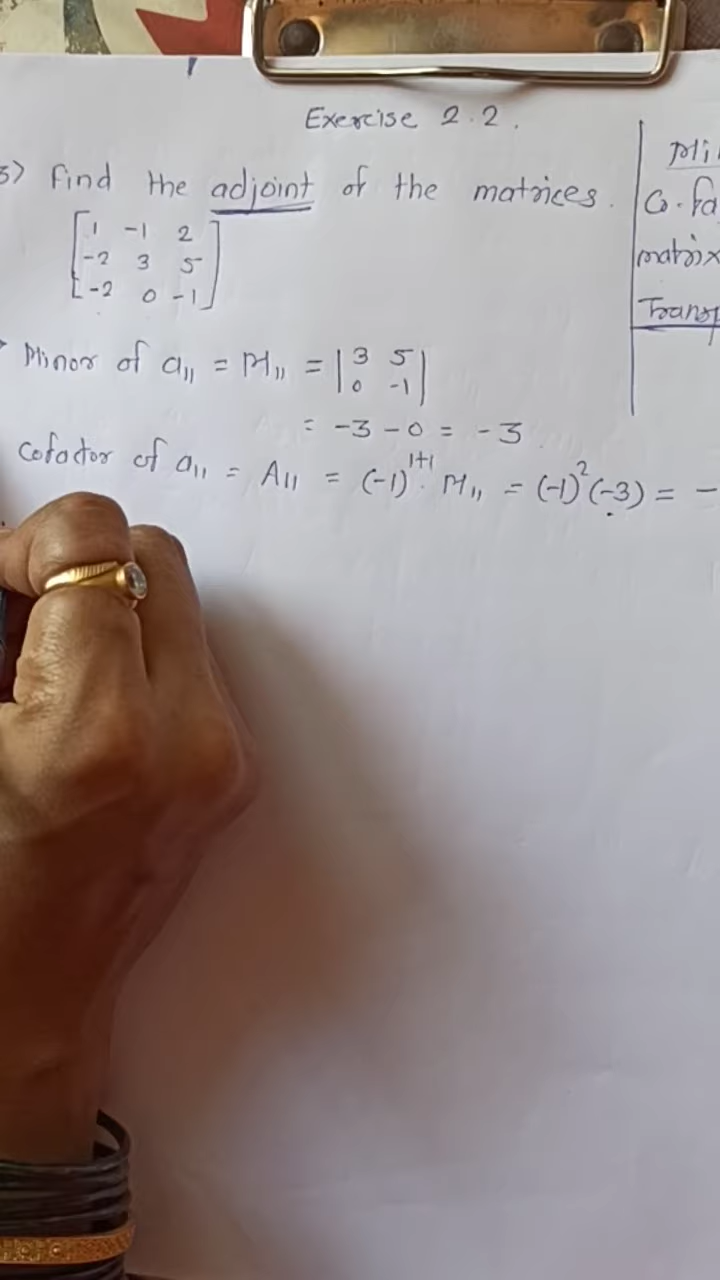 Exercise 2.2.
3) Find the adjoint of the matrices.
[1 -1 2
-2 3 5
-2 0 -1]
Minor of a₁₁ = M₁₁ = |3 5
0 -1|
= -3 - 0 = -3
Cofactor of a₁₁ = A₁₁ = (-1)¹⁺¹. M₁₁ = (-1)²(-3) = -
Co-fa
matrix
Transp